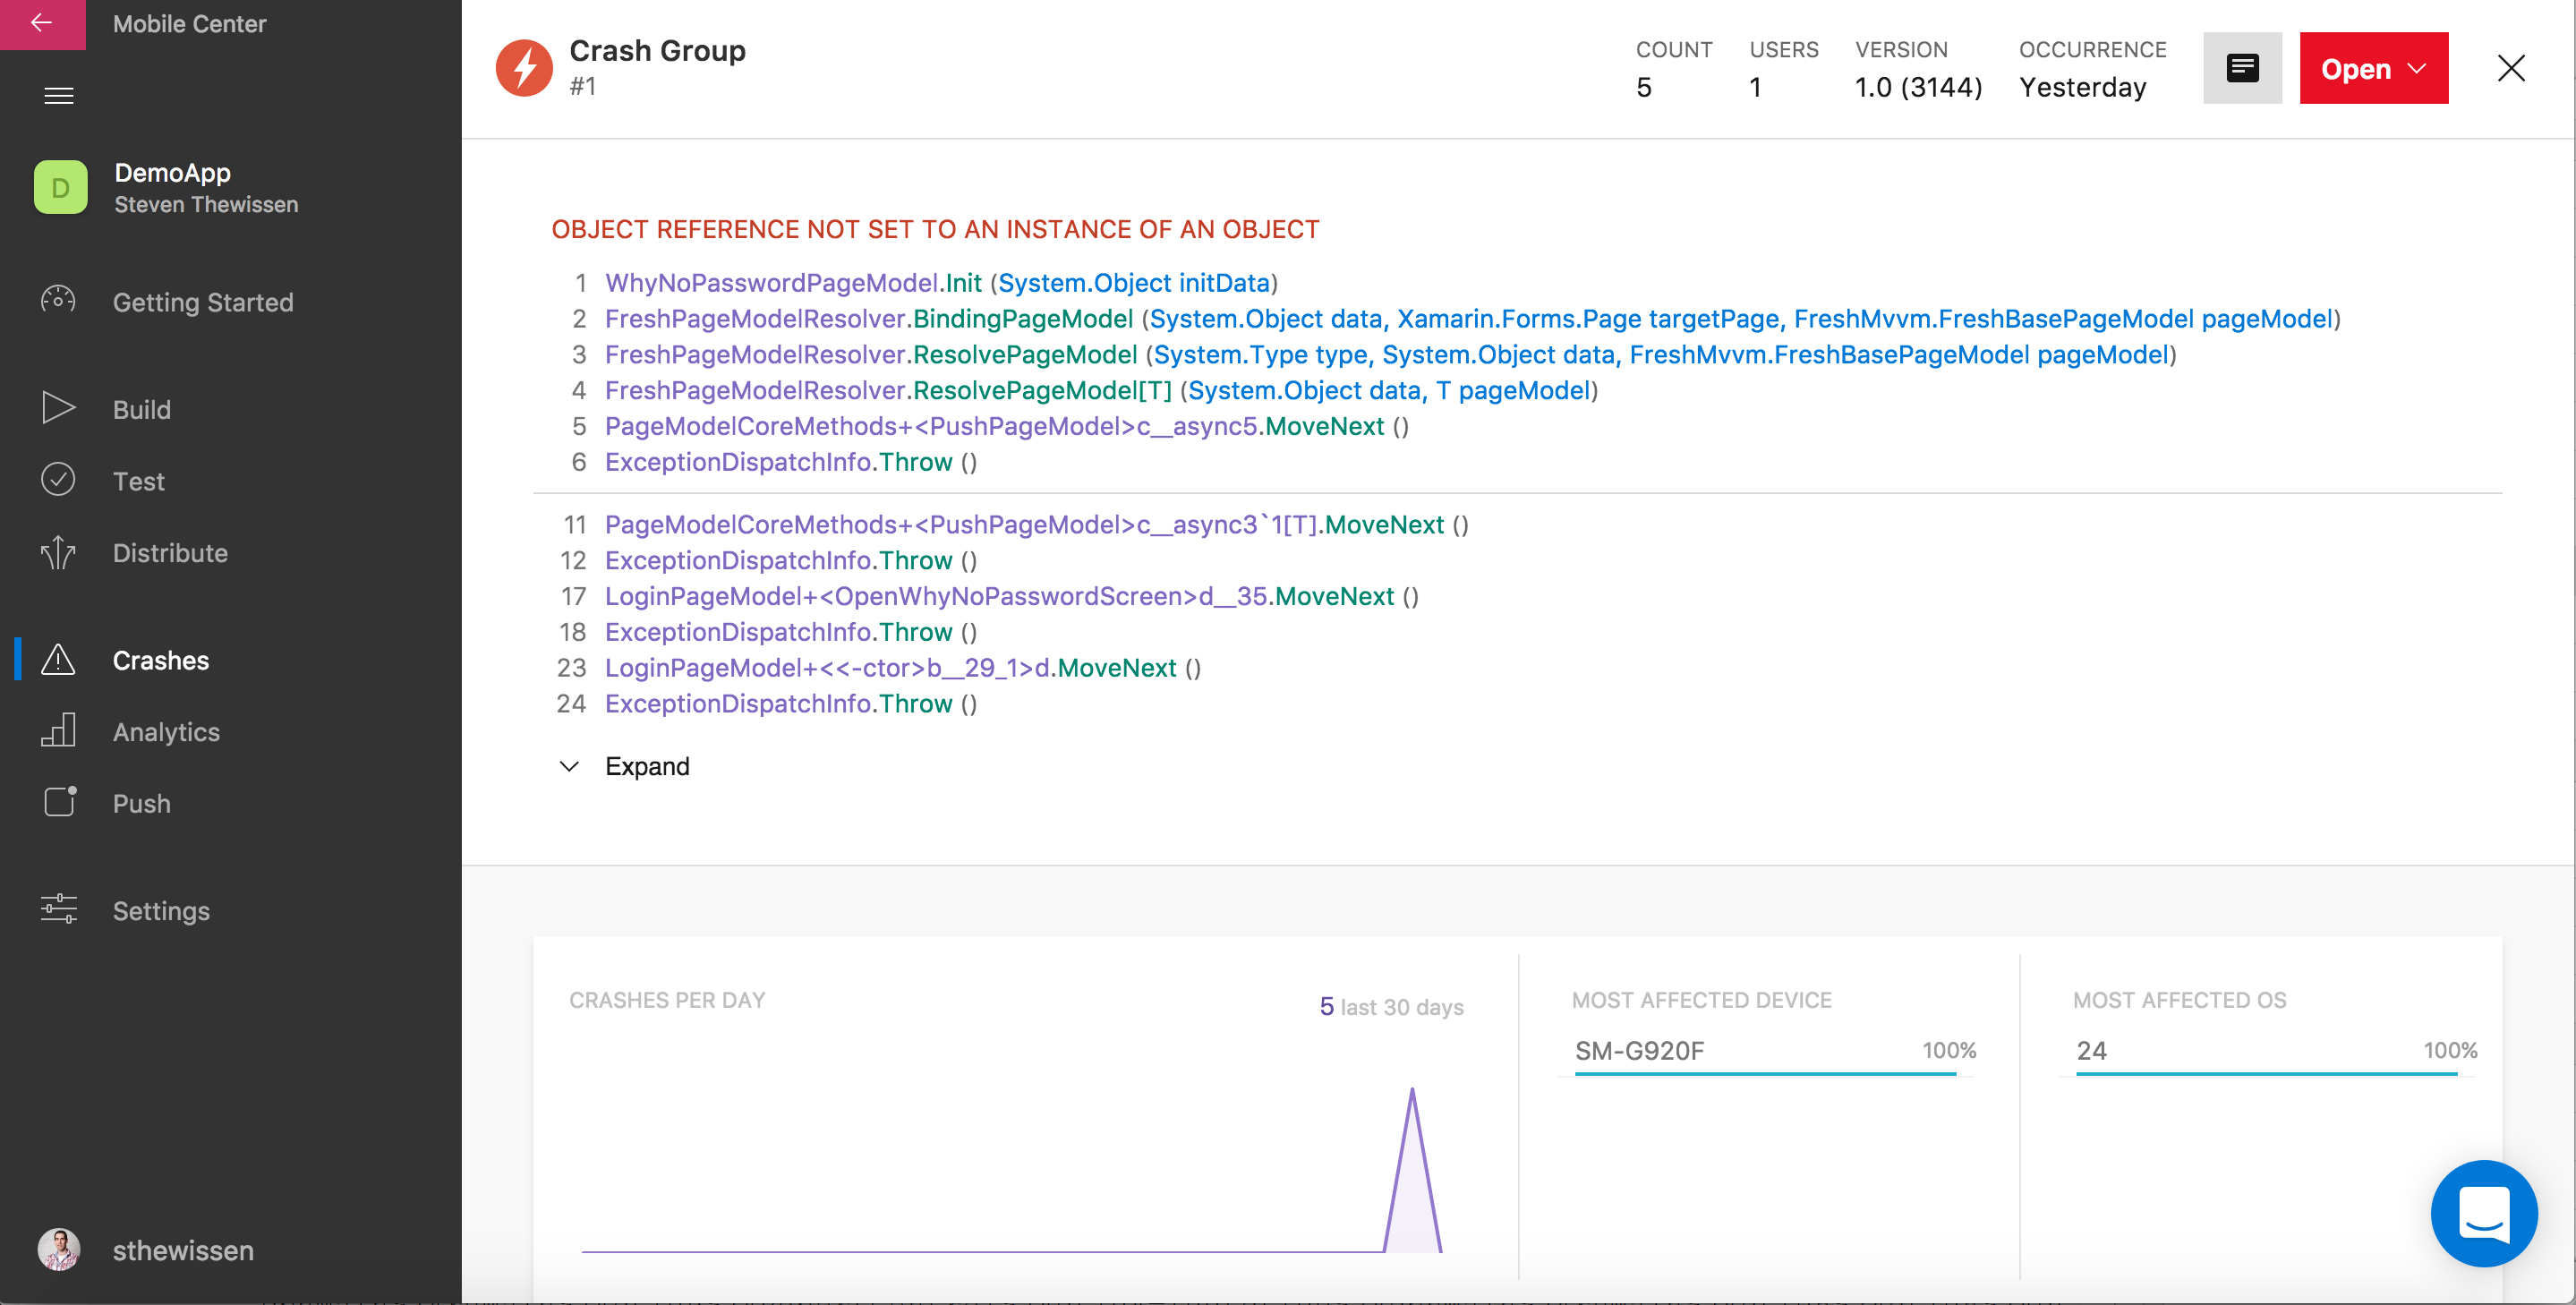 Mobile Center
D
DemoApp
Steven Thewissen
Getting Started
Build
Test
Distribute
Crashes
Analytics
Push
Settings
sthewissen
Crash Group
#1
COUNT
5
USERS
1
VERSION
1.0 (3144)
OCCURRENCE
Yesterday
Open
OBJECT REFERENCE NOT SET TO AN INSTANCE OF AN OBJECT
1 WhyNoPasswordPageModel.Init (System.Object initData)
2 FreshPageModelResolver.BindingPageModel (System.Object data, Xamarin.Forms.Page targetPage, FreshMvvm.FreshBasePageModel pageModel)
3 FreshPageModelResolver.ResolvePageModel (System.Type type, System.Object data, FreshMvvm.FreshBasePageModel pageModel)
4 FreshPageModelResolver.ResolvePageModel[T] (System.Object data, T pageModel)
5 PageModelCoreMethods+<PushPageModel>c__async5.MoveNext ()
6 ExceptionDispatchInfo.Throw ()
11 PageModelCoreMethods+<PushPageModel>c__async3`1[T].MoveNext ()
12 ExceptionDispatchInfo.Throw ()
17 LoginPageModel+<OpenWhyNoPasswordScreen>d__35.MoveNext ()
18 ExceptionDispatchInfo.Throw ()
23 LoginPageModel+<<-ctor>b__29_1>d.MoveNext ()
24 ExceptionDispatchInfo.Throw ()
Expand
CRASHES PER DAY
5 last 30 days
MOST AFFECTED DEVICE
SM-G920F 100%
MOST AFFECTED OS
24 100%